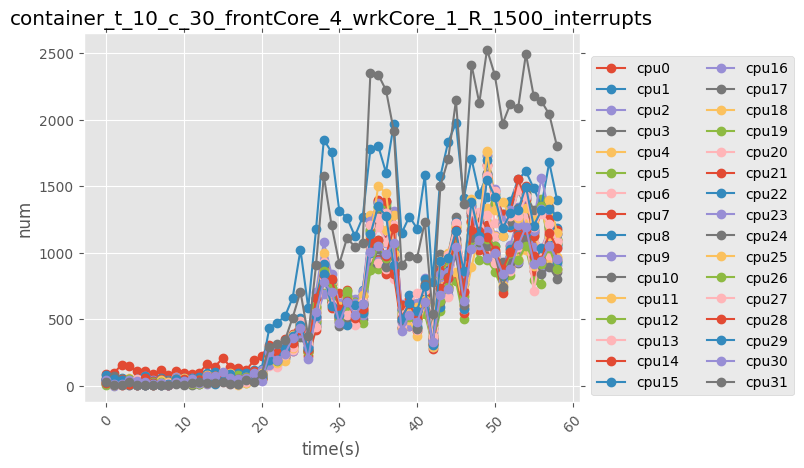 container_t_10_c_30_frontCore_4_wrkCore_1_R_1500_interrupts
2500
2000
1500
1000
500
0
num
0
10
20
30
40
50
60
time(s)
cpu0
cpu1
cpu2
cpu3
cpu4
cpu5
cpu6
cpu7
cpu8
cpu9
cpu10
cpu11
cpu12
cpu13
cpu14
cpu15
cpu16
cpu17
cpu18
cpu19
cpu20
cpu21
cpu22
cpu23
cpu24
cpu25
cpu26
cpu27
cpu28
cpu29
cpu30
cpu31